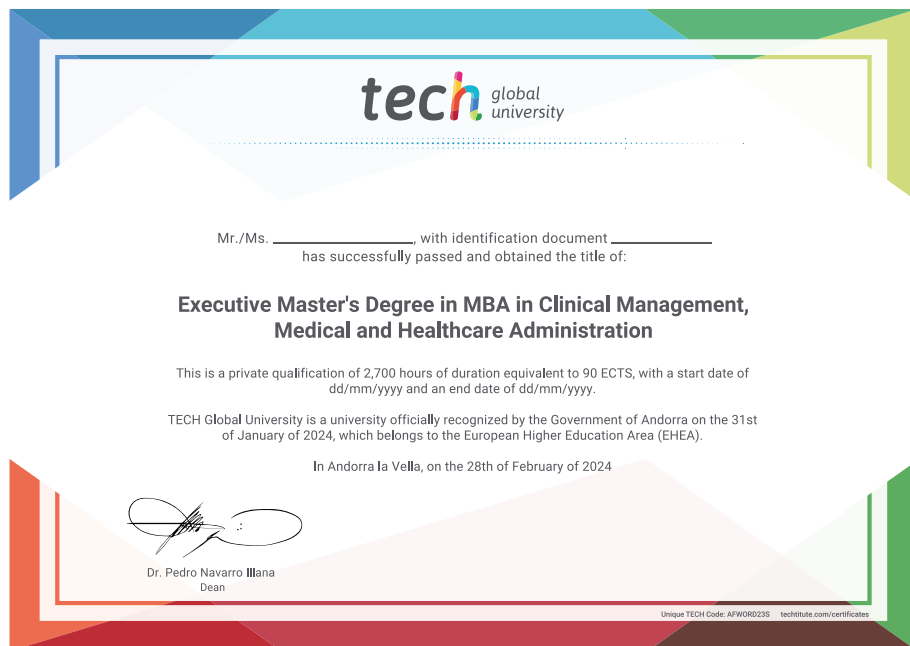 tech global university
Mr./Ms. ____________, with identification document ____________
has successfully passed and obtained the title of:
Executive Master's Degree in MBA in Clinical Management,
Medical and Healthcare Administration
This is a private qualification of 2,700 hours of duration equivalent to 90 ECTS, with a start date of
dd/mm/yyyy and an end date of dd/mm/yyyy.
TECH Global University is a university officially recognized by the Government of Andorra on the 31st
of January of 2024, which belongs to the European Higher Education Area (EHEA).
In Andorra la Vella, on the 28th of February of 2024
Dr. Pedro Navarro Illana
Dean
Unique TECH Code: AFWORD23S techtitute.com/certificates